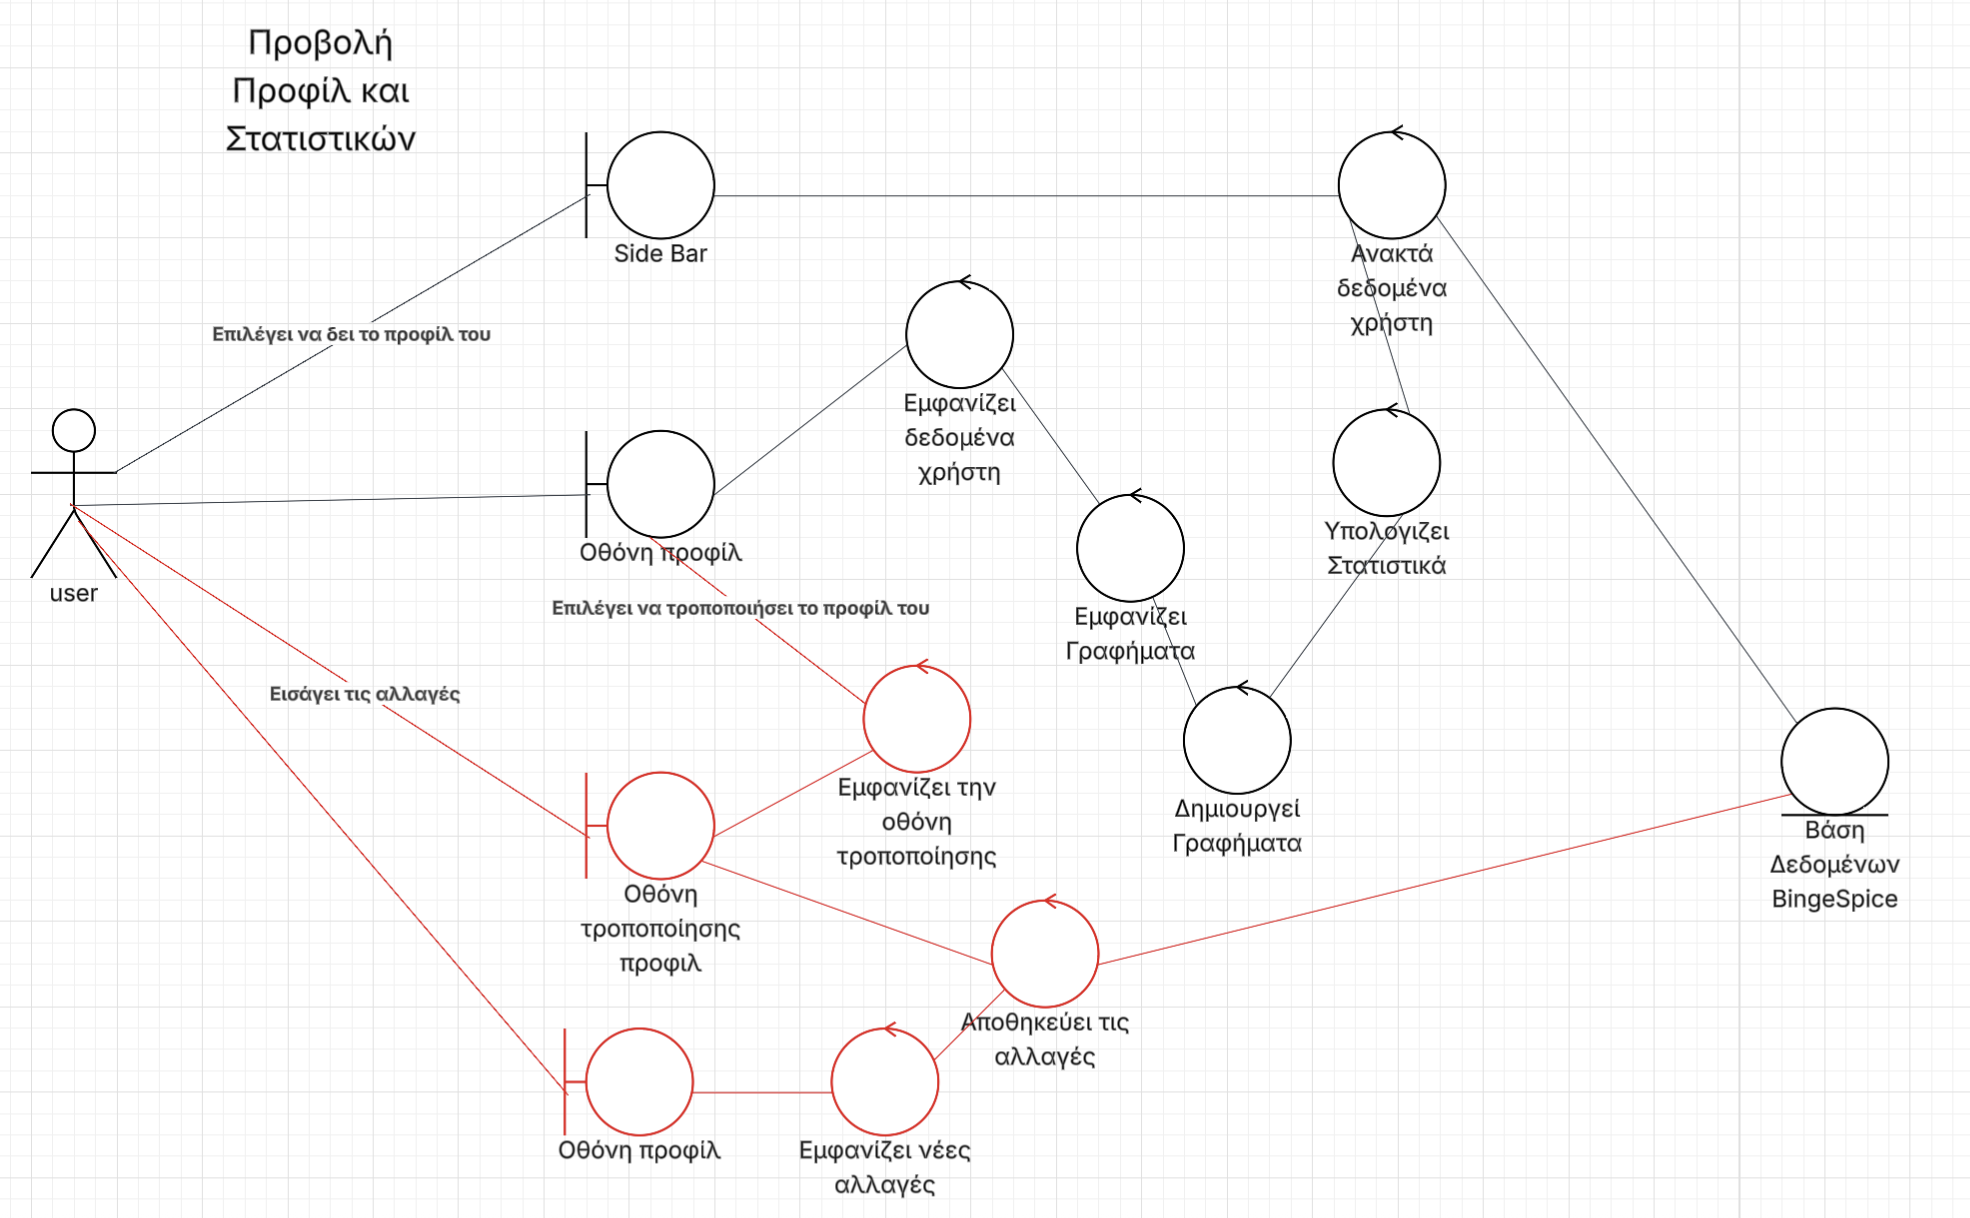 Προβολή
Προφίλ και
Στατιστικών
Side Bar
Ανακτά
δεδομένα
χρήστη
Επιλέγει να δει το προφίλ του
Εμφανίζει
δεδομένα
χρήστη
user
Οθόνη προφίλ
Υπολογιζει
Στατιστικά
Επιλέγει να τροποποιήσει το προφίλ του
Εμφανίζει
Γραφήματα
Εισάγει τις αλλαγές
Εμφανίζει την
οθόνη
τροποποίησης
Δημιουργεί
Γραφήματα
Βάση
Δεδομένων
BingeSpice
Οθόνη
τροποποίησης
προφιλ
Αποθηκεύει τις
αλλαγές
Οθόνη προφίλ
Εμφανίζει νέες
αλλαγές